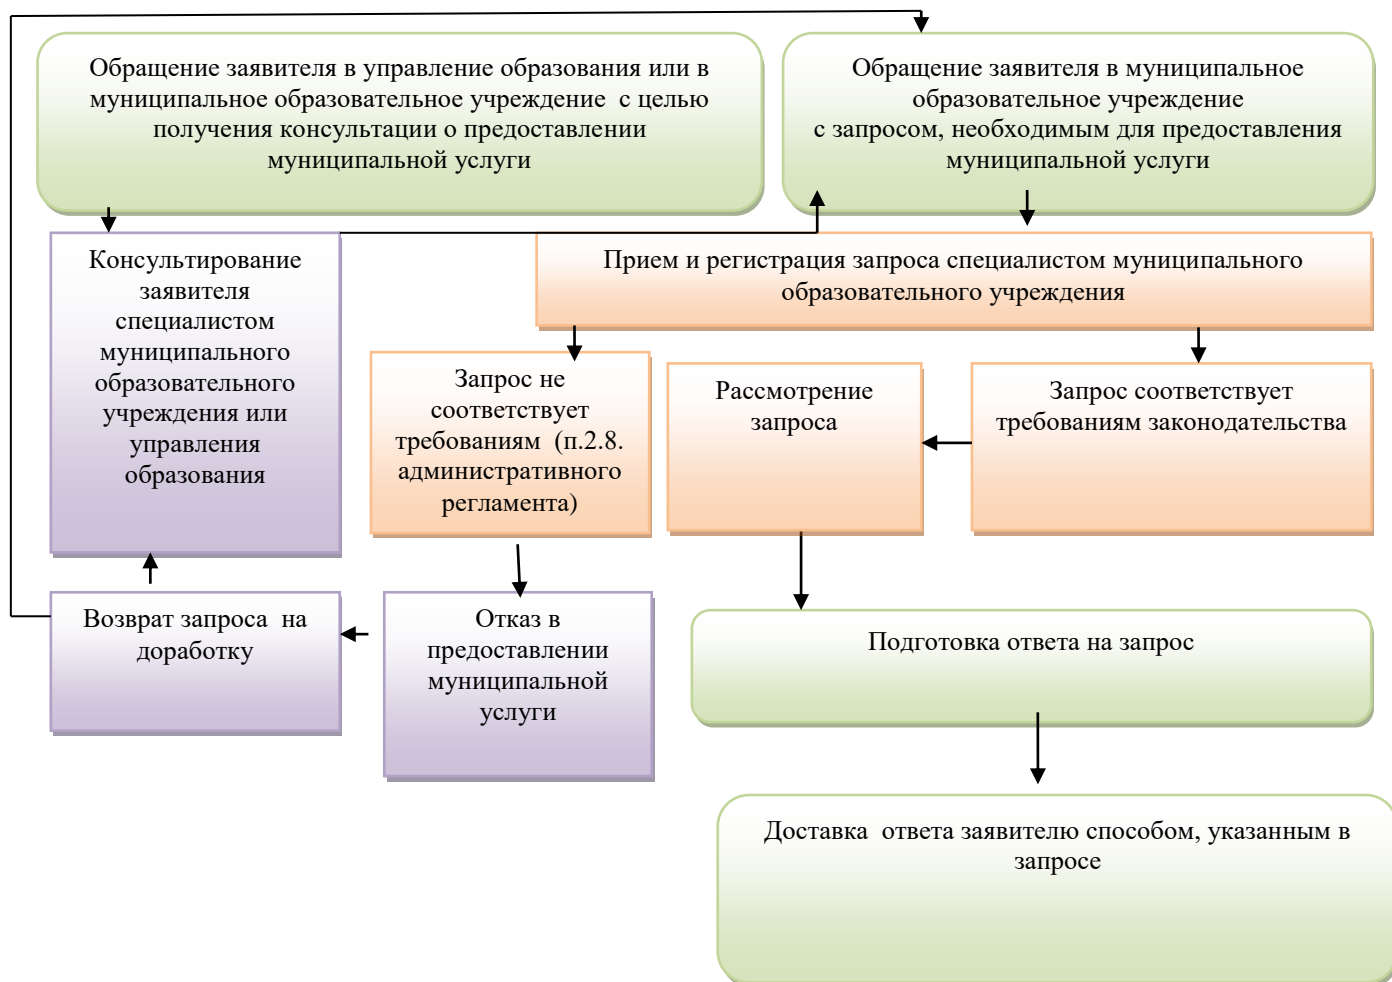 Обращение заявителя в управление образования или в
муниципальное образовательное учреждение с целью
получения консультации о предоставлении
муниципальной услуги
Обращение заявителя в муниципальное
образовательное учреждение
с запросом, необходимым для предоставления
муниципальной услуги
Консультирование
заявителя
специалистом
муниципального
образовательного
учреждения или
управления
образования
Прием и регистрация запроса специалистом муниципального
образовательного учреждения
Запрос не
соответствует
требованиям (п.2.8.
административного
регламента)
Рассмотрение
запроса
Запрос соответствует
требованиям законодательства
Возврат запроса на
доработку
Отказ в
предоставлении
муниципальной
услуги
Подготовка ответа на запрос
Доставка ответа заявителю способом, указанным в
запросе